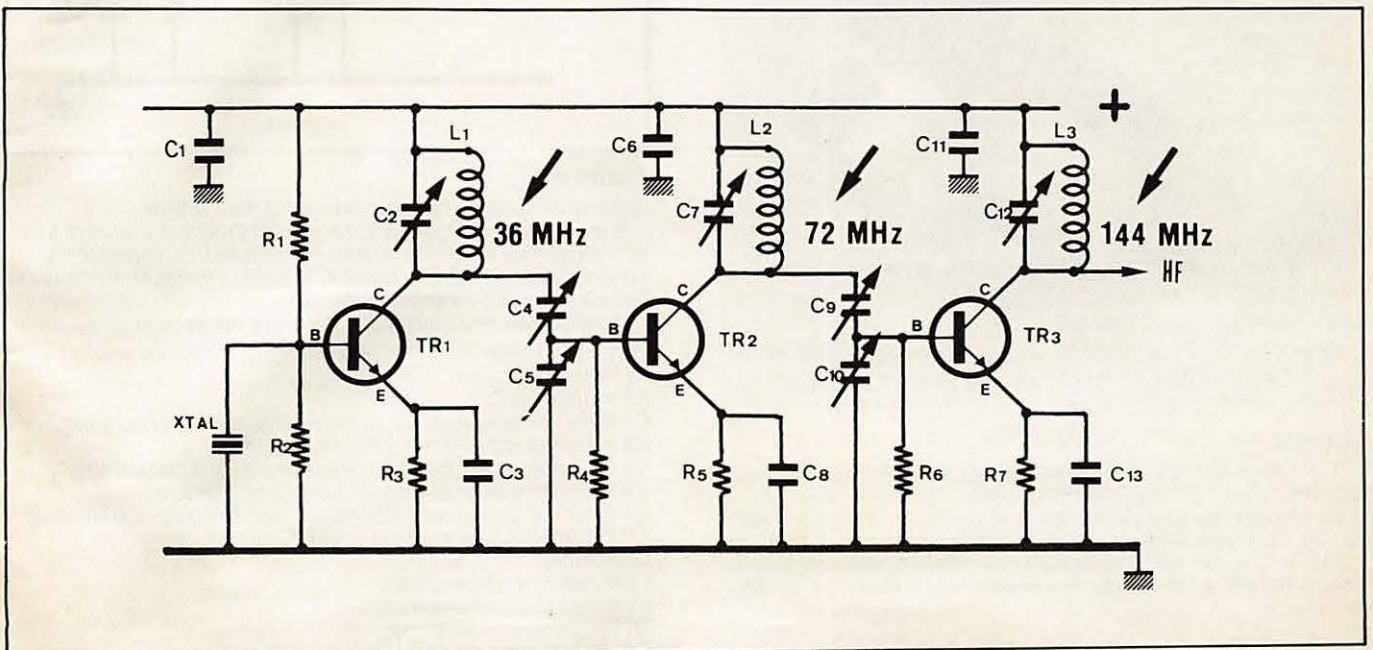 +
C1
R1
C2
L1
36 MHz
C6
C7
L2
72 MHz
C11
C12
L3
144 MHz
HF
C
B
E
TR1
C4
C5
C
B
E
TR2
C9
C10
C
B
E
TR3
XTAL
R2
R3
C3
R4
R5
C8
R6
R7
C13